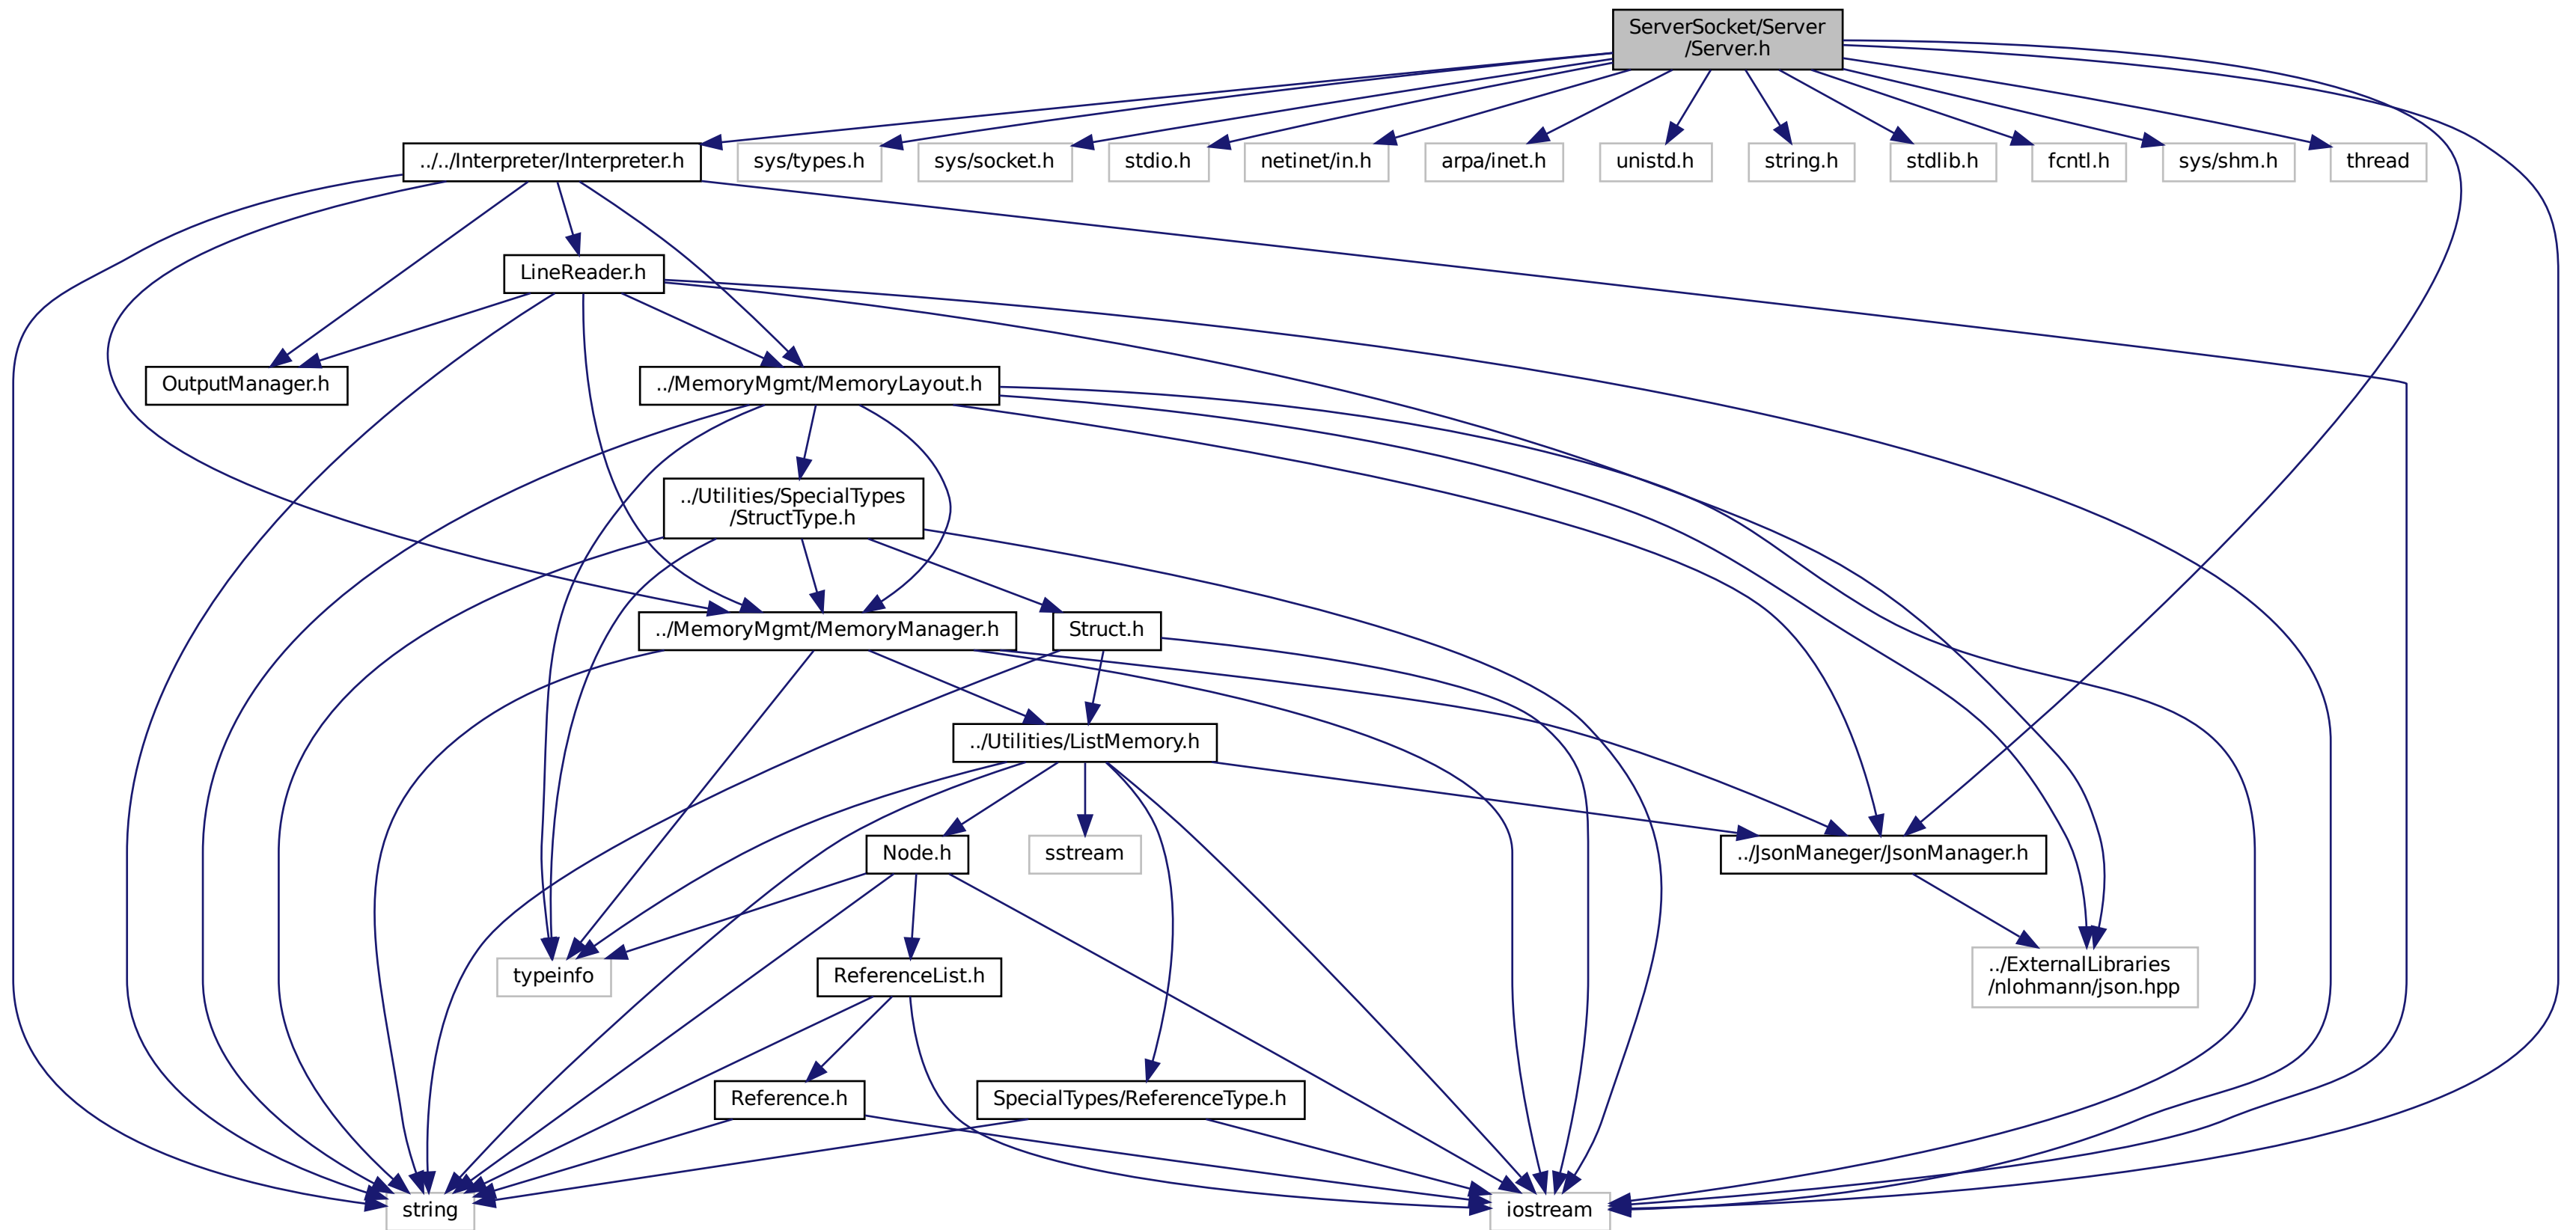 ServerSocket/Server
/Server.h
../../Interpreter/Interpreter.h
sys/types.h
sys/socket.h
stdio.h
netinet/in.h
arpa/inet.h
unistd.h
string.h
stdlib.h
fcntl.h
sys/shm.h
thread
LineReader.h
OutputManager.h
../MemoryMgmt/MemoryLayout.h
../Utilities/SpecialTypes
/StructType.h
../MemoryMgmt/MemoryManager.h
Struct.h
../Utilities/ListMemory.h
Node.h
sstream
../JsonManeger/JsonManager.h
typeinfo
ReferenceList.h
../ExternalLibraries
/nlohmann/json.hpp
Reference.h
SpecialTypes/ReferenceType.h
string
iostream